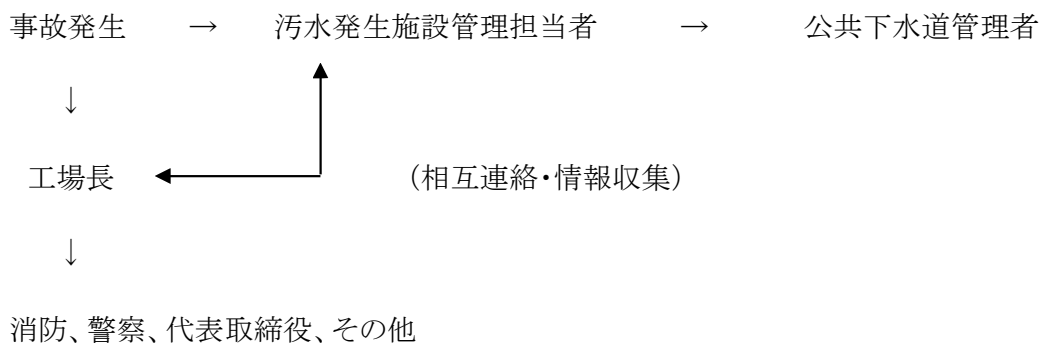 事故発生 → 汚水発生施設管理担当者 → 公共下水道管理者
↓
工場長 (相互連絡・情報収集)
↓
消防、警察、代表取締役、その他